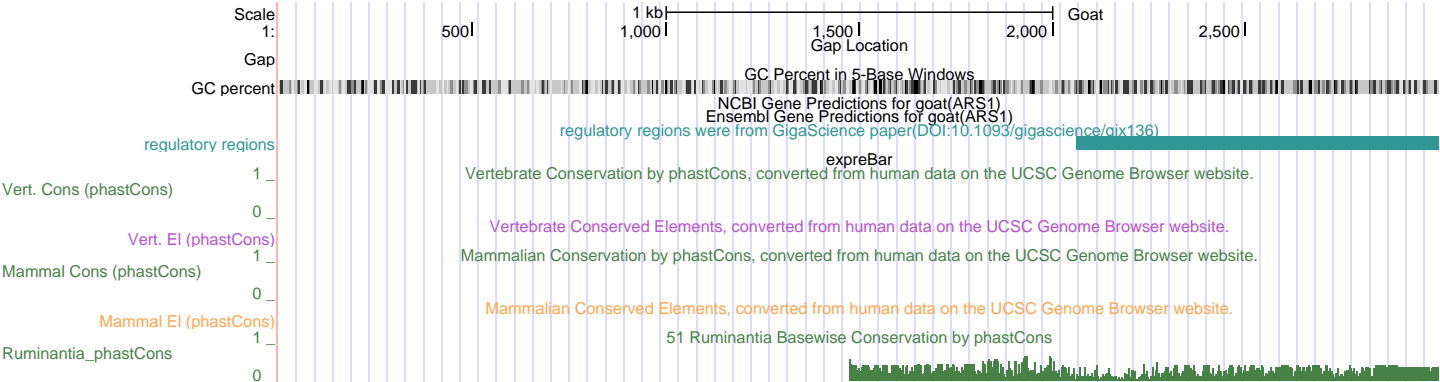 Scale 1 kb Goat
1: 500 1,000 1,500 2,000 2,500
Gap Location
Gap
GC Percent in 5-Base Windows
GC percent
NCBI Gene Predictions for goat(ARS1)
Ensembl Gene Predictions for goat(ARS1)
regulatory regions were from GigaScience paper(DOI:10.1093/gigascience/gix136)
regulatory regions
expreBar
Vertebrate Conservation by phastCons, converted from human data on the UCSC Genome Browser website.
1 _
Vert. Cons (phastCons)
0 _
Vertebrate Conserved Elements, converted from human data on the UCSC Genome Browser website.
Vert. El (phastCons)
Mammalian Conservation by phastCons, converted from human data on the UCSC Genome Browser website.
1 _
Mammal Cons (phastCons)
0 _
Mammalian Conserved Elements, converted from human data on the UCSC Genome Browser website.
Mammal El (phastCons)
51 Ruminantia Basewise Conservation by phastCons
1 _
Ruminantia_phastCons
0